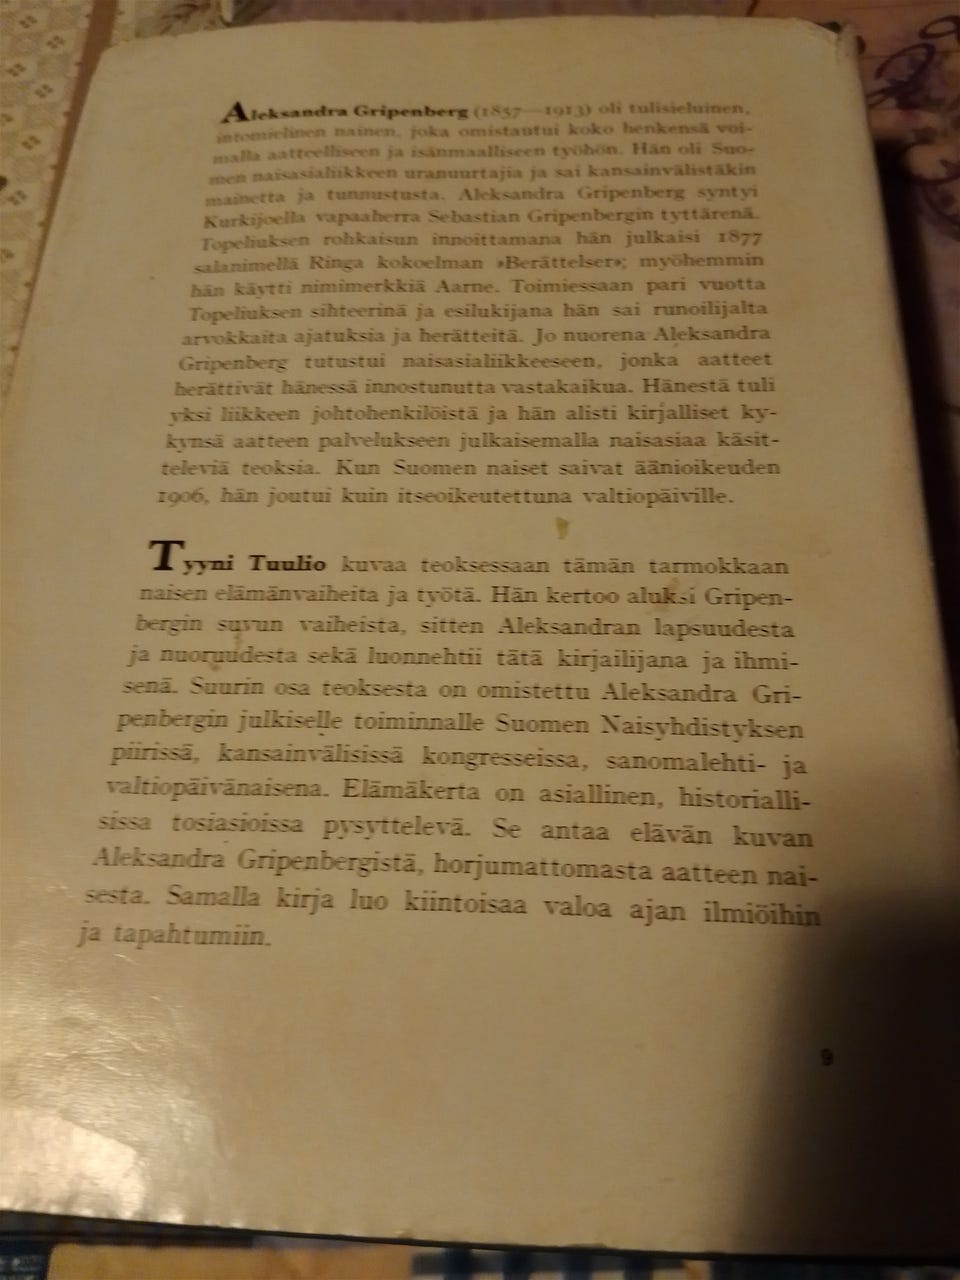 Aleksandra Gripenberg (1857—1913) oli tulisieluinen,
intomielinen nainen, joka omistautui koko henkensä voi-
malla aatteelliseen ja isänmaalliseen työhön. Hän oli Suo-
men naisasialiikkeen uranuurtajia ja sai kansainvälistäkin
mainetta ja tunnustusta. Aleksandra Gripenberg syntyi
Kurkijoella vapaaherra Sebastian Gripenbergin tyttärenä.
Topeliuksen rohkaisun innoittamana hän julkaisi 1877
salanimellä Ringa kokoelman »Berättelser»; myöhemmin
hän käytti nimimerkkiä Aarne. Toimiessaan pari vuotta
Topeliuksen sihteerinä ja esilukijana hän sai runoilijalta
arvokkaita ajatuksia ja herätteitä. Jo nuorena Aleksandra
Gripenberg tutustui naisasialiikkeeseen, jonka aatteet
herättivät hänessä innostunutta vastakaikua. Hänestä tuli
yksi liikkeen johtohenkilöistä ja hän alisti kirjalliset ky-
kynsä aatteen palvelukseen julkaisemalla naisasiaa käsit-
televiä teoksia. Kun Suomen naiset saivat äänioikeuden
1906, hän joutui kuin itseoikeutettuna valtiopäiville.
Tyyni Tuulio kuvaa teoksessaan tämän tarmokkaan
naisen elämänvaiheita ja työtä. Hän kertoo aluksi Gripen-
bergin suvun vaiheista, sitten Aleksandran lapsuudesta
ja nuoruudesta sekä luonnehtii tätä kirjailijana ja ihmi-
senä. Suurin osa teoksesta on omistettu Aleksandra Gri-
penbergin julkiselle toiminnalle Suomen Naisyhdistyksen
piirissä, kansainvälisissä kongresseissa, sanomalehti- ja
valtiopäivänaisena. Elämäkerta on asiallinen, historialli-
sissa tosiasioissa pysyttelevä. Se antaa elävän kuvan
Aleksandra Gripenbergistä, horjumattomasta aatteen nai-
sesta. Samalla kirja luo kiintoisaa valoa ajan ilmiöihin
ja tapahtumiin.
9